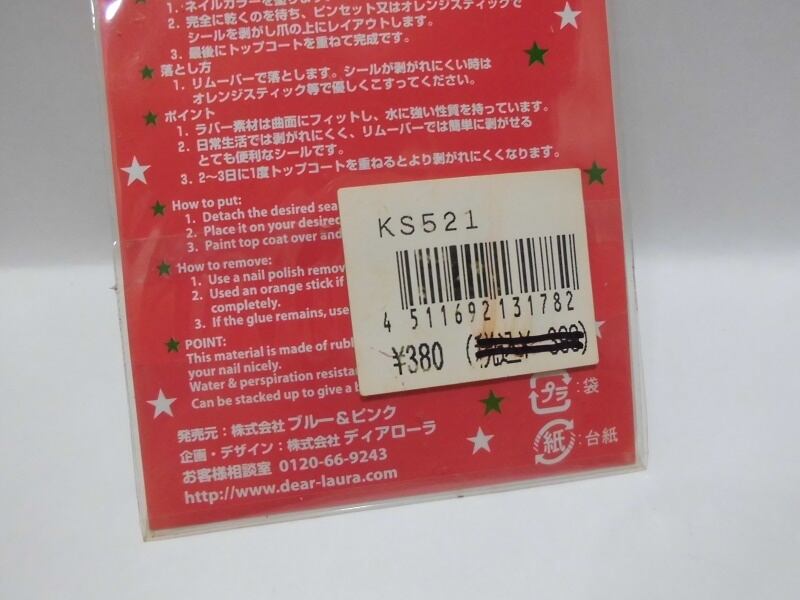 1. ネイルカラーを
2. 完全に乾くのを待ち、ピンセット又はオレンジスティックで
シールを剥がし爪の上にレイアウトします。
3. 最後にトップコートを重ねて完成です。
落とし方
1. リムーバーで落とします。シールが剥がれにくい時は
オレンジスティック等で優しくこすってください。
ポイント
1. ラバー素材は曲面にフィットし、水に強い性質を持っています。
2. 日常生活では剥がれにくく、リムーバーでは簡単に剥がせる
とても便利なシールです。
3. 2〜3日に1度トップコートを重ねるとより剥がれにくくなります。
How to put:
1. Detach the desired sea
2. Place it on your desired
3. Paint top coat over and
How to remove:
1. Use a nail polish remov
2. Used an orange stick if
completely.
3. If the glue remains, use
POINT:
This material is made of rubb
your nail nicely.
Water & perspiration resista
Can be stacked up to give a b
KS521
4 511692 131782
¥380
プラ:袋
紙:台紙
発売元:株式会社 ブルー&ピンク
企画・デザイン:株式会社 ディアローラ
お客様相談室 0120-66-9243
http://www.dear-laura.com